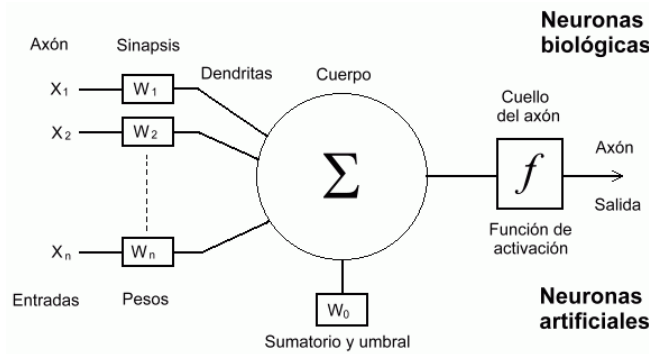 Neuronas
biológicas
Axón
Sinapsis
Dendritas
Cuerpo
Cuello
del axón
X1
W1
X2
W2
Σ
f
Axón
Salida
Función de
activación
Xn
Wn
Entradas
Pesos
W0
Sumatorio y umbral
Neuronas
artificiales